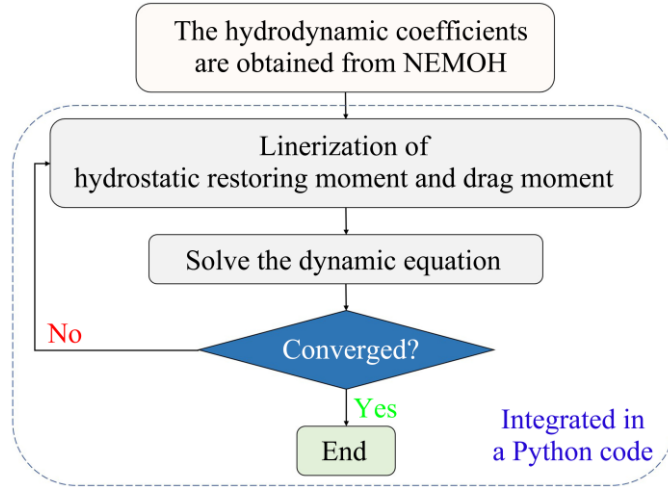 The hydrodynamic coefficients
are obtained from NEMOH
Linerization of
hydrostatic restoring moment and drag moment
Solve the dynamic equation
No
Converged?
Yes
End
Integrated in
a Python code